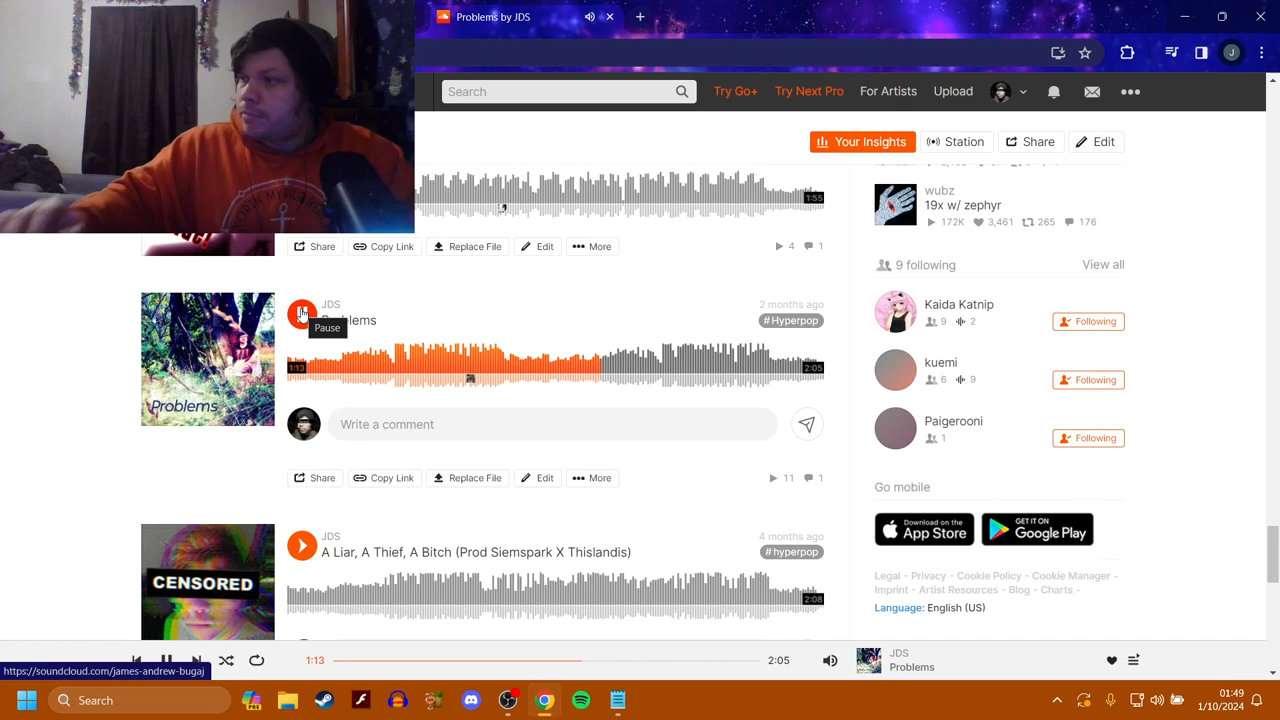 Problems by JDS
Search
Try Go+
Try Next Pro
For Artists
Upload
J
Your Insights
Station
Share
Edit
1:55
Share
Copy Link
Replace File
Edit
More
4
1
wubz
19x w/ zephyr
172K
3,461
265
176
9 following
View all
JDS
2 months ago
Pause
#Hyperpop
Problems
1:13
2:05
Write a comment
Share
Copy Link
Replace File
Edit
More
11
1
Kaida Katnip
9
2
Following
kuemi
6
9
Following
Paigerooni
1
Following
Go mobile
Download on the
App Store
GET IT ON
Google Play
CENSORED
JDS
4 months ago
A Liar, A Thief, A Bitch (Prod Siemspark X Thislandis)
#hyperpop
2:08
Legal - Privacy - Cookie Policy - Cookie Manager -
Imprint - Artist Resources - Blog - Charts -
Language: English (US)
1:13
2:05
JDS
Problems
https://soundcloud.com/james-andrew-bugaj
Search
PRE
01:49
1/10/2024